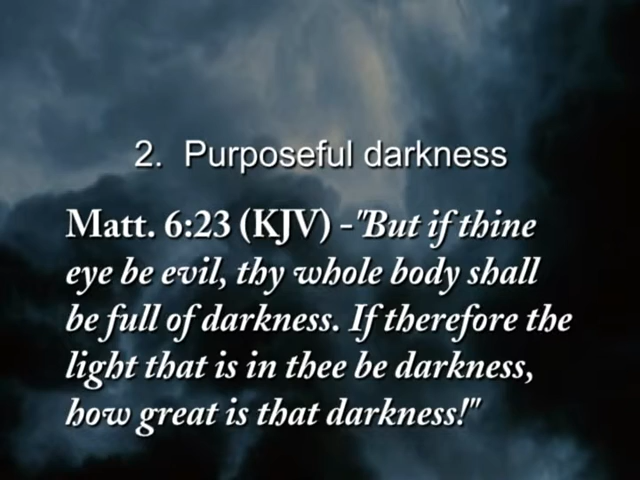 2. Purposeful darkness
Matt. 6:23 (KJV) -"But if thine
eye be evil, thy whole body shall
be full of darkness. If therefore the
light that is in thee be darkness,
how great is that darkness!"